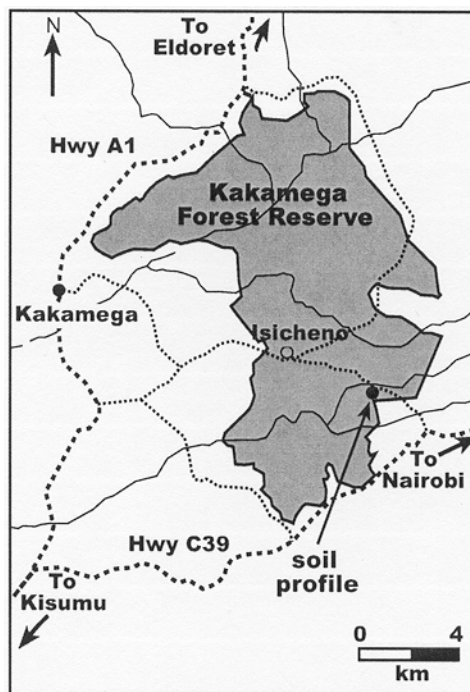 To
Eldoret
N
Hwy A1
Kakamega
Forest Reserve
Kakamega
Isicheno
To
Nairobi
Hwy C39
soil
profile
To
Kisumu
0 4
km